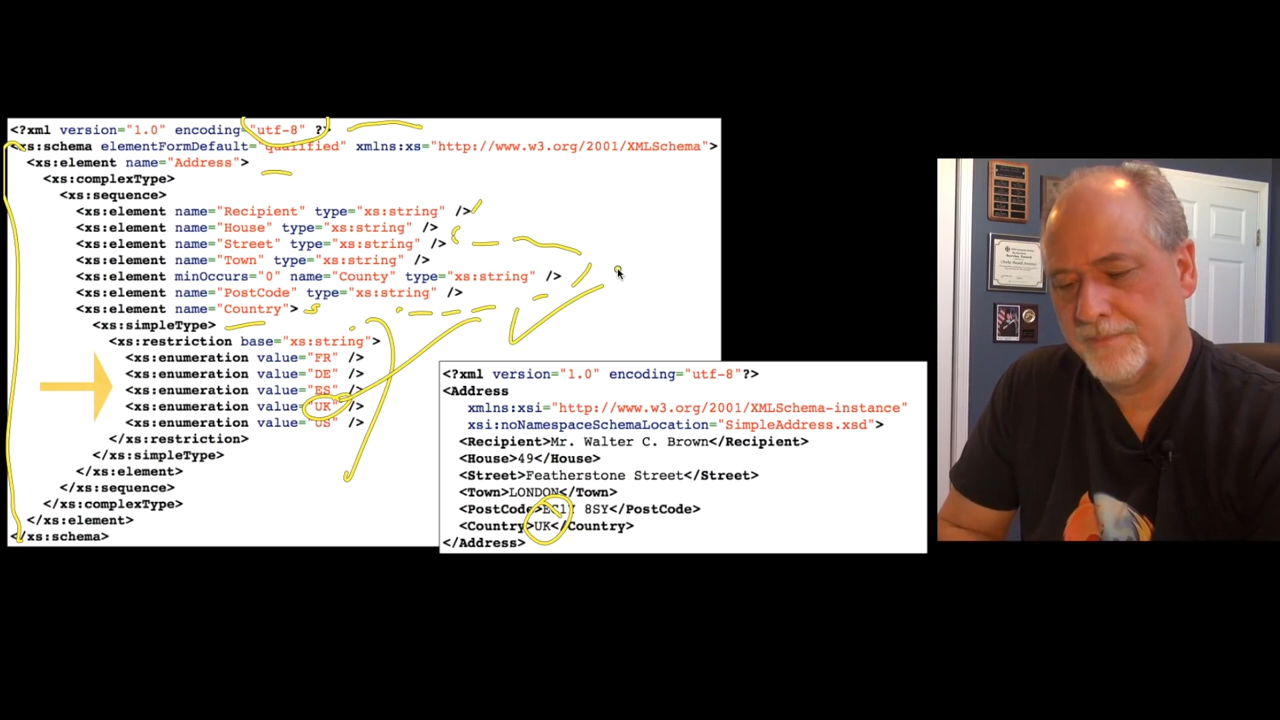 <?xml version="1.0" encoding="utf-8" ?>
<xs:schema elementFormDefault="qualified" xmlns:xs="http://www.w3.org/2001/XMLSchema">
<xs:element name="Address">
<xs:complexType>
<xs:sequence>
<xs:element name="Recipient" type="xs:string" />
<xs:element name="House" type="xs:string" />
<xs:element name="Street" type="xs:string" />
<xs:element name="Town" type="xs:string" />
<xs:element minOccurs="0" name="County" type="xs:string" />
<xs:element name="PostCode" type="xs:string" />
<xs:element name="Country">
<xs:simpleType>
<xs:restriction base="xs:string">
<xs:enumeration value="FR" />
<xs:enumeration value="DE" />
<xs:enumeration value="ES" />
<xs:enumeration value="UK" />
<xs:enumeration value="US" />
</xs:restriction>
</xs:simpleType>
</xs:element>
</xs:sequence>
</xs:complexType>
</xs:element>
</xs:schema>
<?xml version="1.0" encoding="utf-8"?>
<Address
xmlns:xsi="http://www.w3.org/2001/XMLSchema-instance"
xsi:noNamespaceSchemaLocation="SimpleAddress.xsd">
<Recipient>Mr. Walter C. Brown</Recipient>
<House>49</House>
<Street>Featherstone Street</Street>
<Town>LONDON</Town>
<PostCode>EC1Y 8SY</PostCode>
<Country>UK</Country>
</Address>